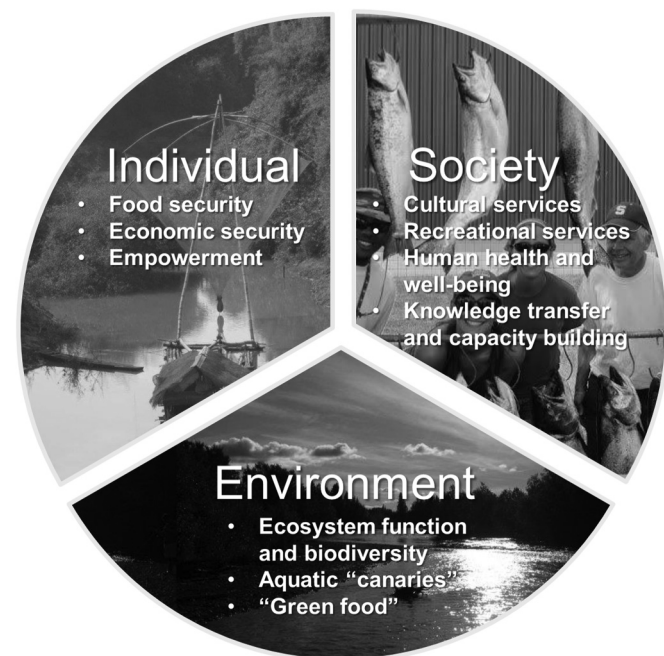 Individual
• Food security
• Economic security
• Empowerment
Society
• Cultural services
• Recreational services
• Human health and
well-being
• Knowledge transfer
and capacity building
S
Environment
• Ecosystem function
and biodiversity
• Aquatic “canaries”
• “Green food”